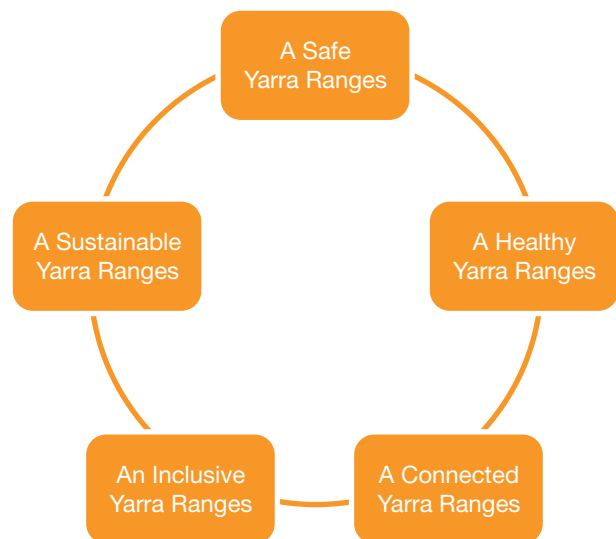 A Safe
Yarra Ranges
A Sustainable
Yarra Ranges
A Healthy
Yarra Ranges
An Inclusive
Yarra Ranges
A Connected
Yarra Ranges